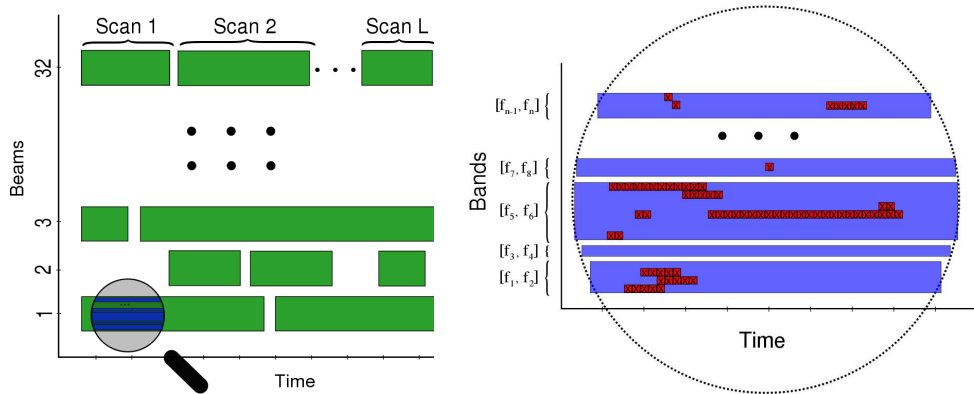 Scan 1 Scan 2 Scan L
Beams
32
3
2
1
Time
Bands
[f_{n-1}, f_n]
[f_7, f_8]
[f_5, f_6]
[f_3, f_4]
[f_1, f_2]
Time